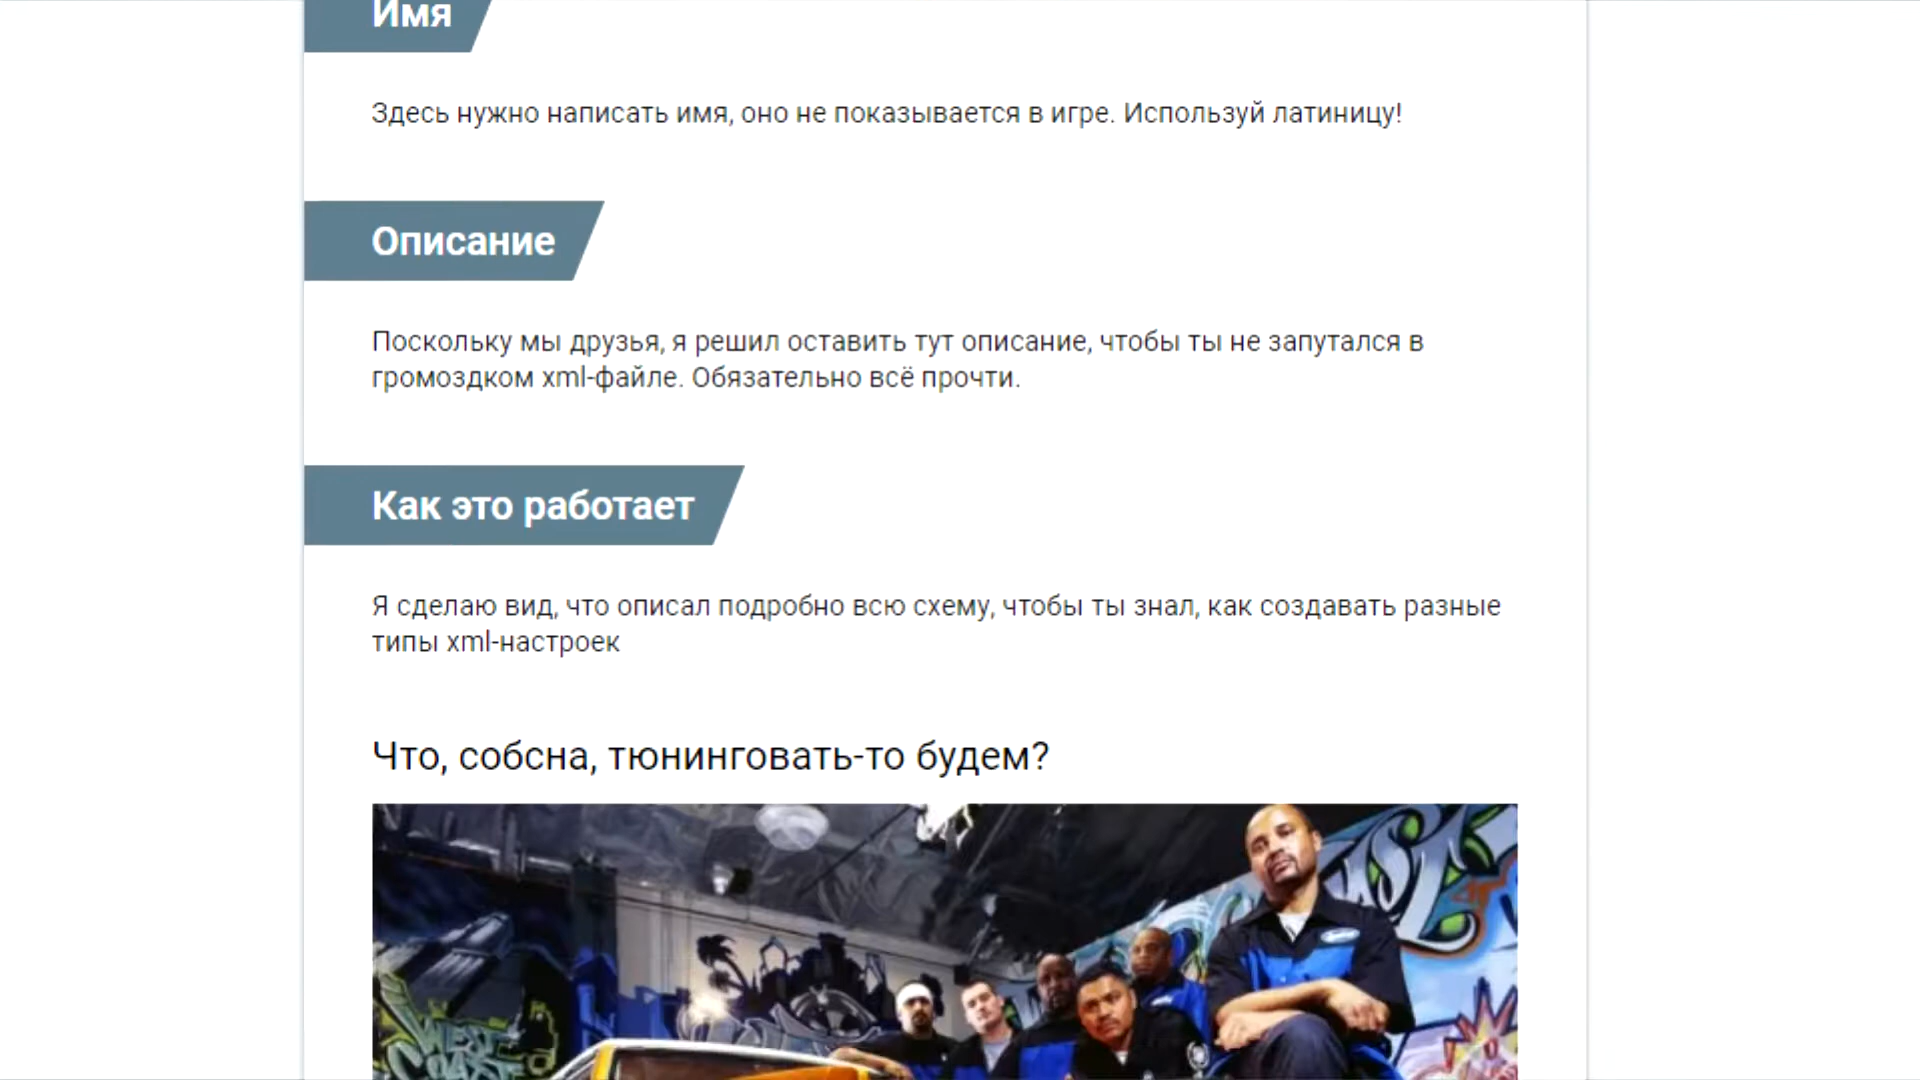 Имя
Здесь нужно написать имя, оно не показывается в игре. Используй латиницу!
Описание
Поскольку мы друзья, я решил оставить тут описание, чтобы ты не запутался в
громоздком xml-файле. Обязательно всё прочти.
Как это работает
Я сделаю вид, что описал подробно всю схему, чтобы ты знал, как создавать разные
типы xml-настроек
Что, собсна, тюнинговать-то будем?